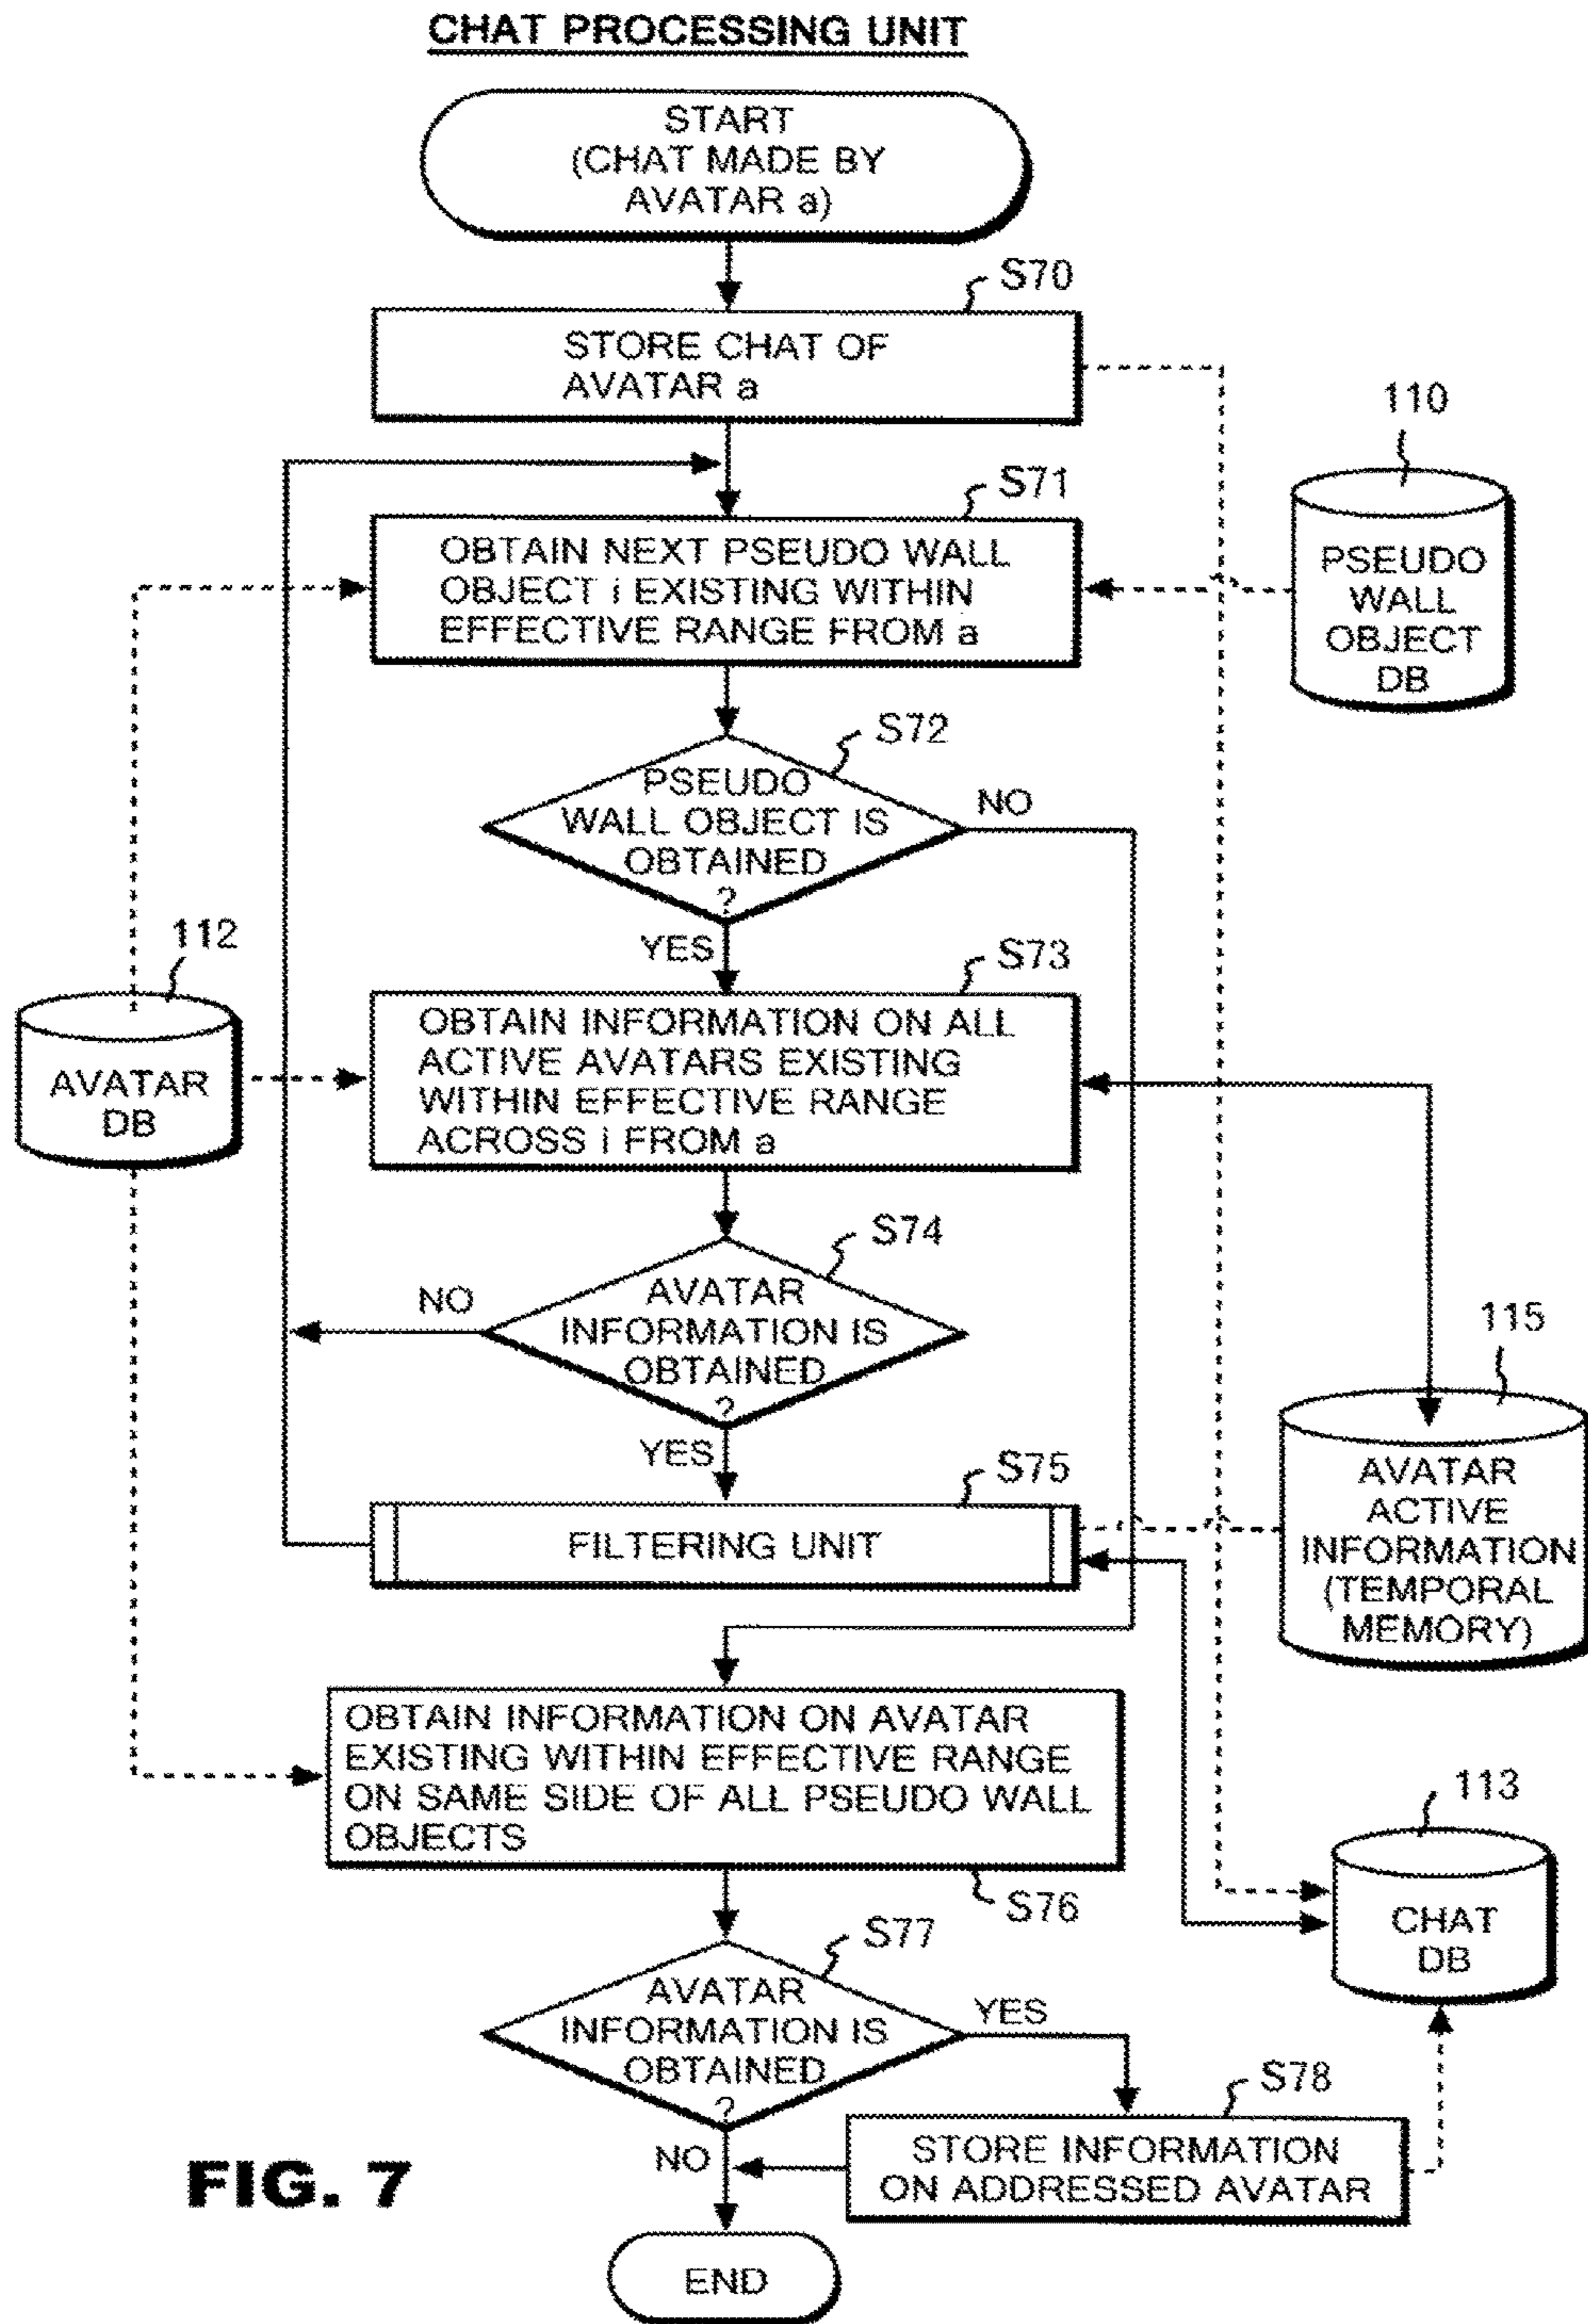 CHAT PROCESSING UNIT
START
(CHAT MADE BY
AVATAR a)
S70
STORE CHAT OF
AVATAR a
110
PSEUDO
WALL
OBJECT
DB
S71
OBTAIN NEXT PSEUDO WALL
OBJECT i EXISTING WITHIN
EFFECTIVE RANGE FROM a
S72
PSEUDO
WALL OBJECT IS
OBTAINED
?
NO
YES
112
AVATAR
DB
S73
OBTAIN INFORMATION ON ALL
ACTIVE AVATARS EXISTING
WITHIN EFFECTIVE RANGE
ACROSS i FROM a
S74
AVATAR
INFORMATION IS
OBTAINED
?
NO
YES
115
AVATAR
ACTIVE
INFORMATION
(TEMPORAL
MEMORY)
S75
FILTERING UNIT
OBTAIN INFORMATION ON AVATAR
EXISTING WITHIN EFFECTIVE RANGE
ON SAME SIDE OF ALL PSEUDO WALL
OBJECTS
S76
113
CHAT
DB
S77
AVATAR
INFORMATION IS
OBTAINED
?
YES
NO
S78
STORE INFORMATION
ON ADDRESSED AVATAR
FIG. 7
END